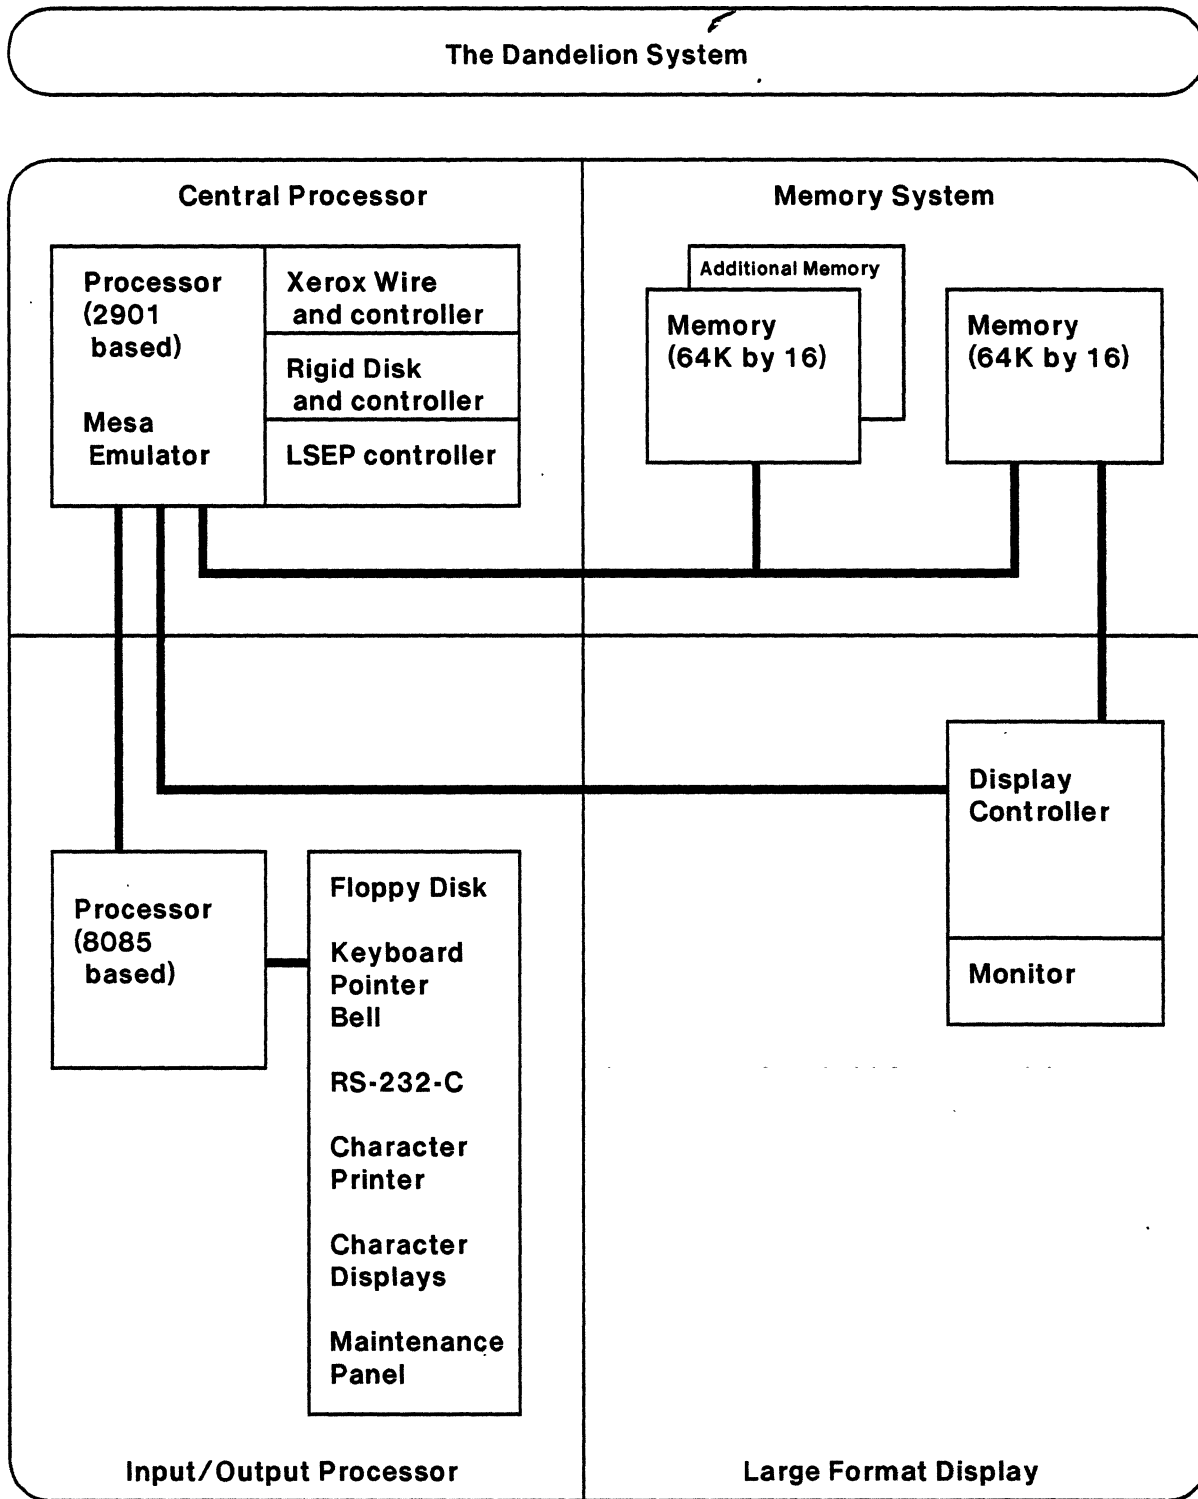 The Dandelion System
Central Processor
Processor
(2901
based)
Mesa
Emulator
Xerox Wire
and controller
Rigid Disk
and controller
LSEP controller
Memory System
Additional Memory
Memory
(64K by 16)
Memory
(64K by 16)
Processor
(8085
based)
Floppy Disk
Keyboard
Pointer
Bell
RS-232-C
Character
Printer
Character
Displays
Maintenance
Panel
Input/Output Processor
Display
Controller
Monitor
Large Format Display